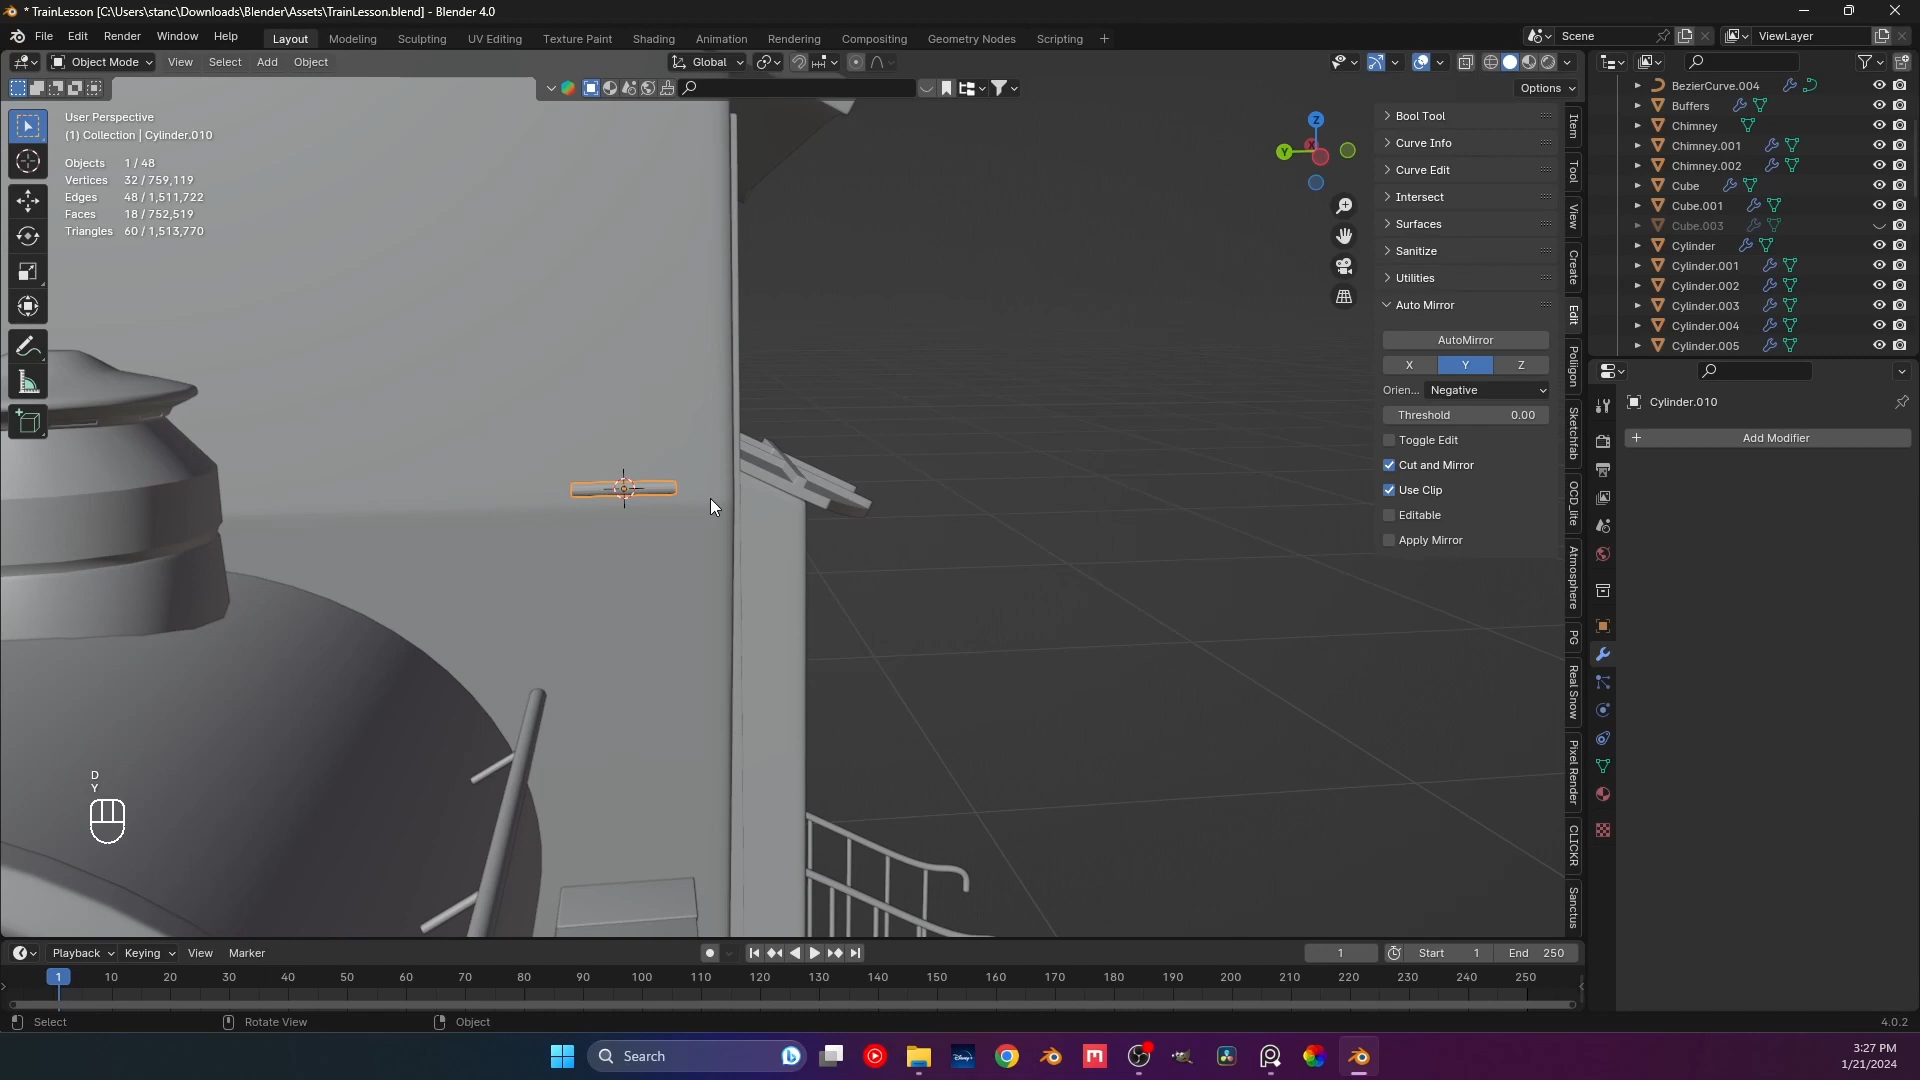 * TrainLesson [C:\Users\stanc\Downloads\Blender\Assets\TrainLesson.blend] - Blender 4.0
File Edit Render Window Help Layout Modeling Sculpting UV Editing Texture Paint Shading Animation Rendering Compositing Geometry Nodes Scripting + Scene ViewLayer
Object Mode View Select Add Object Global
Options
User Perspective
(1) Collection | Cylinder.010
Objects 1 / 48
Vertices 32 / 759,119
Edges 48 / 1,511,722
Faces 18 / 752,519
Triangles 60 / 1,513,770
Z
Y
X
Bool Tool
Curve Info
Curve Edit
Intersect
Surfaces
Sanitize
Utilities
Auto Mirror
AutoMirror
X Y Z
Orien... Negative
Threshold 0.00
Toggle Edit
Cut and Mirror
Use Clip
Editable
Apply Mirror
Item
Tool
View
Create
Edit
Poliigon
Sketchfab
OCD_lite
Atmosphere
PG
Real Snow
Pixel Render
CLICKR
Sanctus
BezierCurve.004
Buffers
Chimney
Chimney.001
Chimney.002
Cube
Cube.001
Cube.003
Cylinder
Cylinder.001
Cylinder.002
Cylinder.003
Cylinder.004
Cylinder.005
Cylinder.010
+ Add Modifier
D
Y
Playback Keying View Marker 1 Start 1 End 250
1 10 20 30 40 50 60 70 80 90 100 110 120 130 140 150 160 170 180 190 200 210 220 230 240 250
Select Rotate View Object 4.0.2
Search
Disney+
3:27 PM
1/21/2024